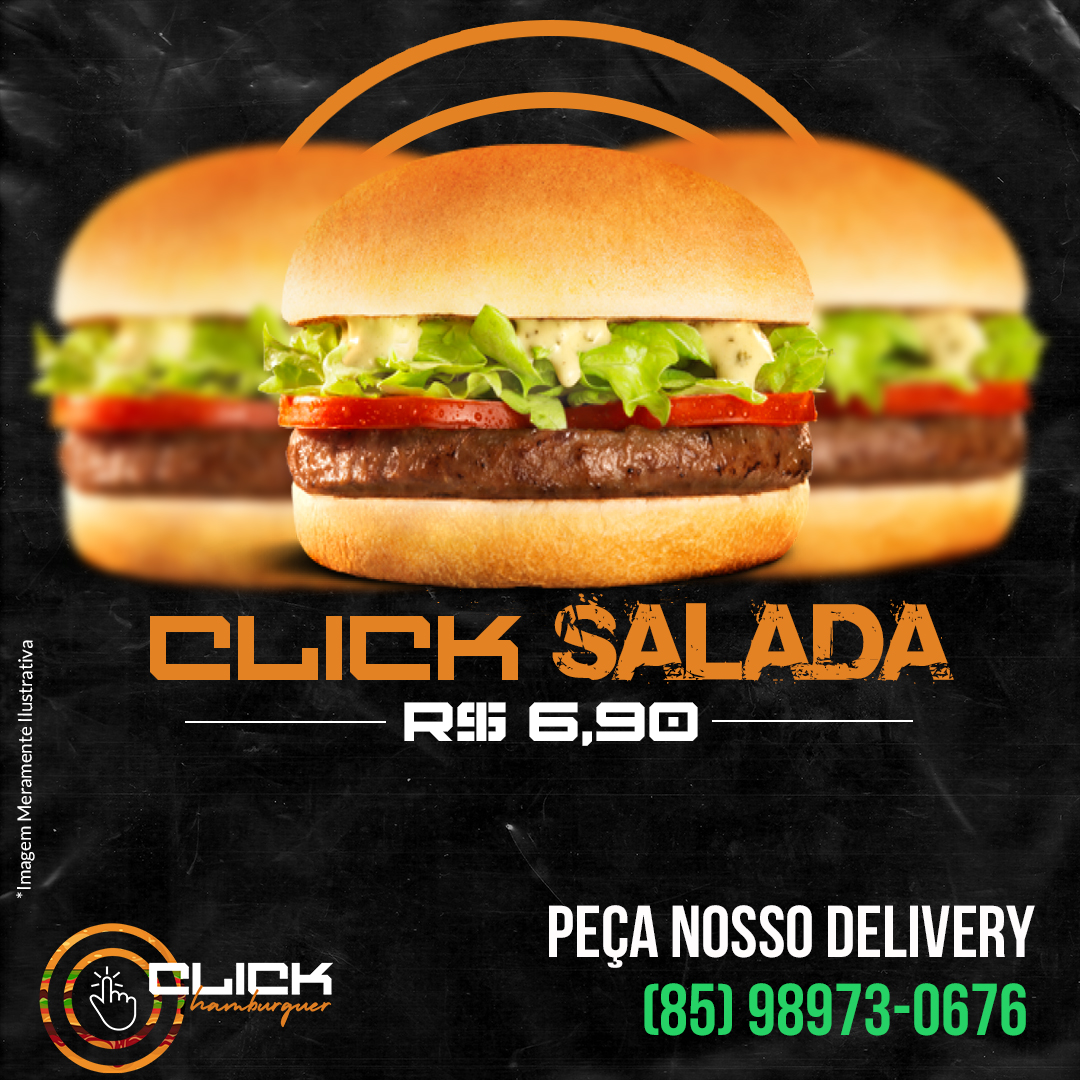 CLICK SALADA
R$ 6,90
*Imagem Meramente Ilustrativa
PEÇA NOSSO DELIVERY
(85) 98973-0676
CLICK
hamburguer